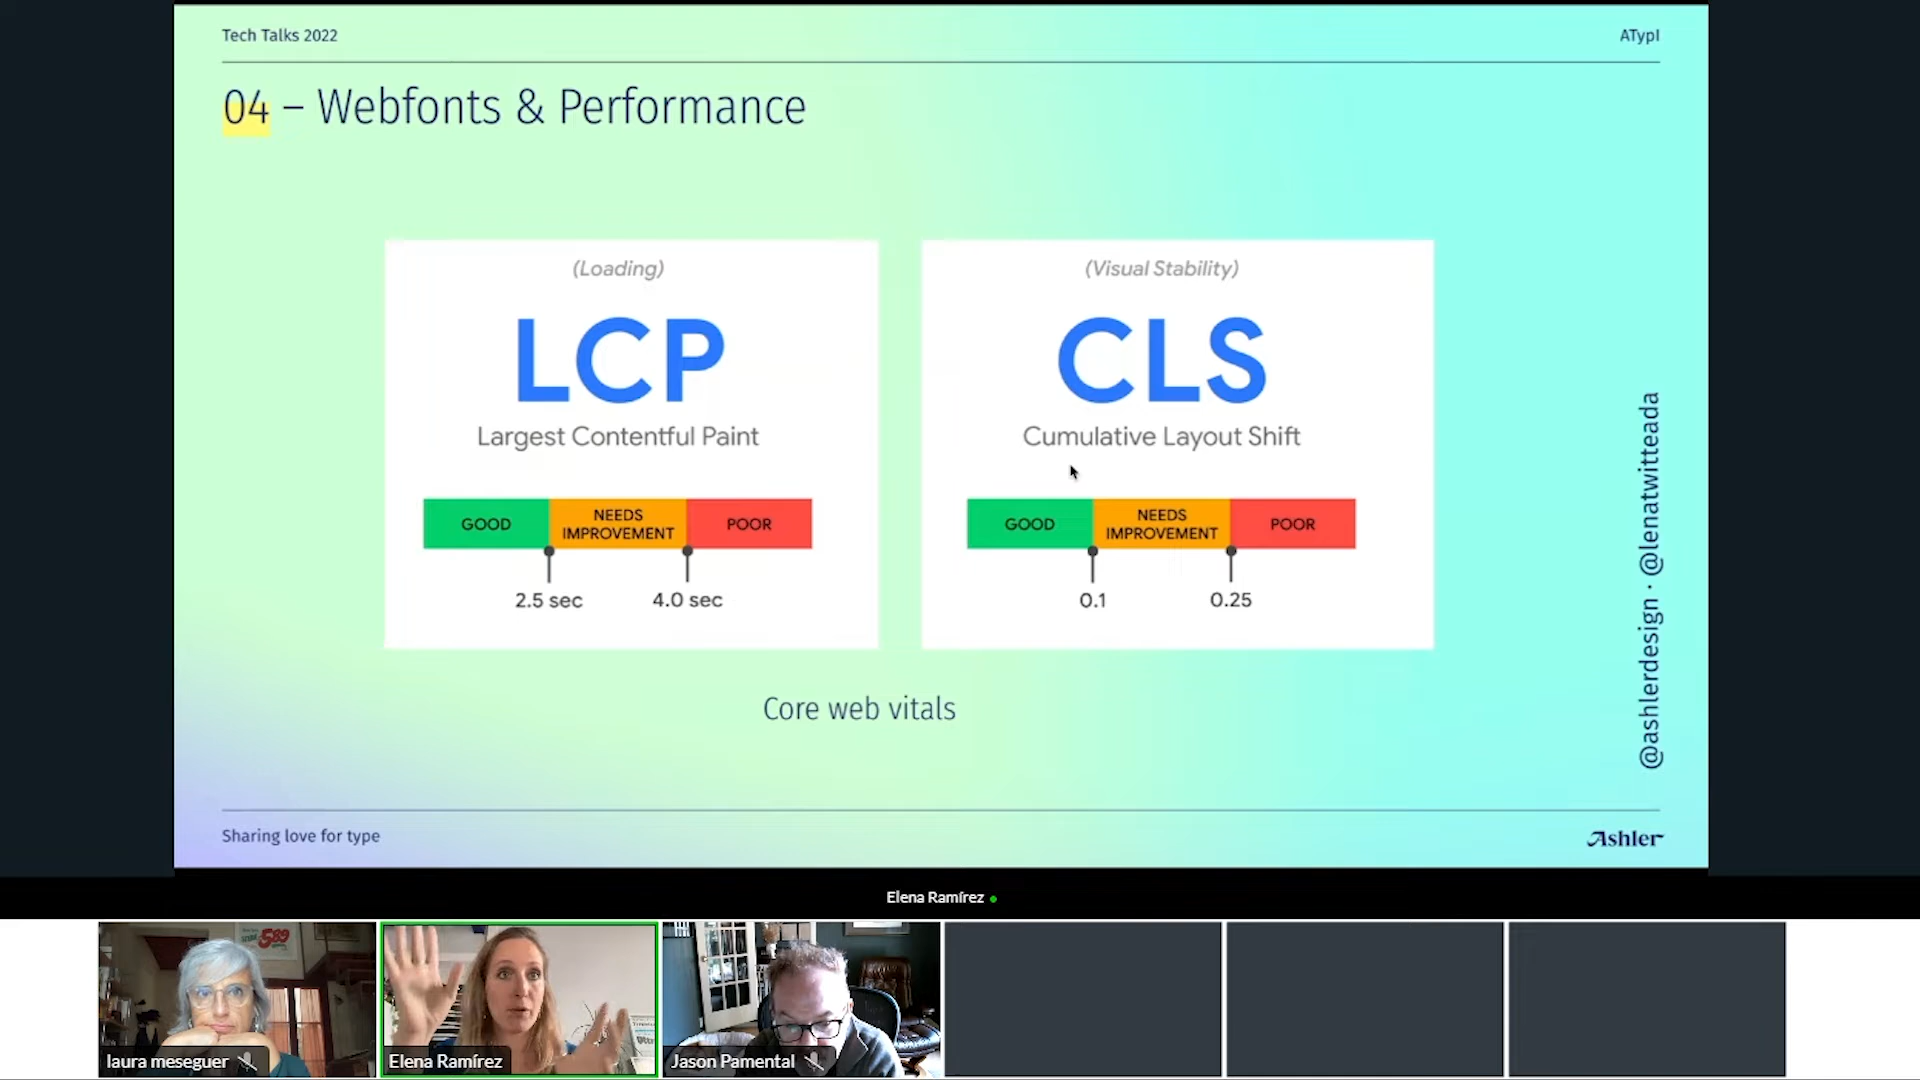 Tech Talks 2022
ATypI
04 – Webfonts & Performance
(Loading)
LCP
Largest Contentful Paint
GOOD
NEEDS
IMPROVEMENT
POOR
2.5 sec
4.0 sec
(Visual Stability)
CLS
Cumulative Layout Shift
GOOD
NEEDS
IMPROVEMENT
POOR
0.1
0.25
Core web vitals
@ashlerdesign · @lenatwitteada
Sharing love for type
Ashler
Elena Ramírez
589
laura meseguer
Elena Ramírez
Jason Pamental